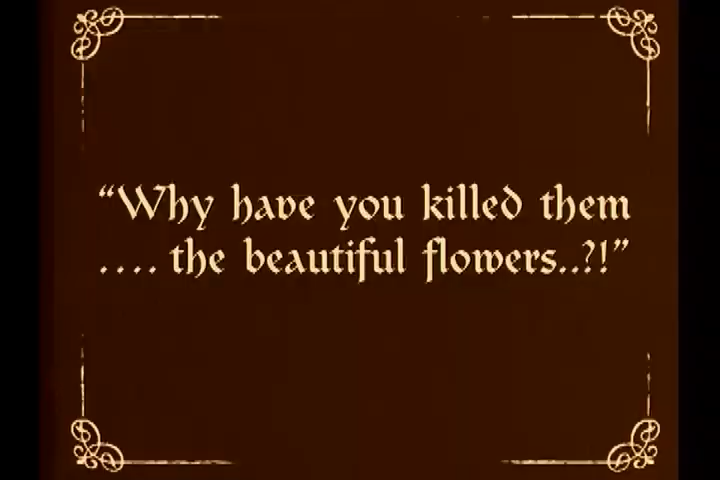 “Why have you killed them
.... the beautiful flowers..?!”